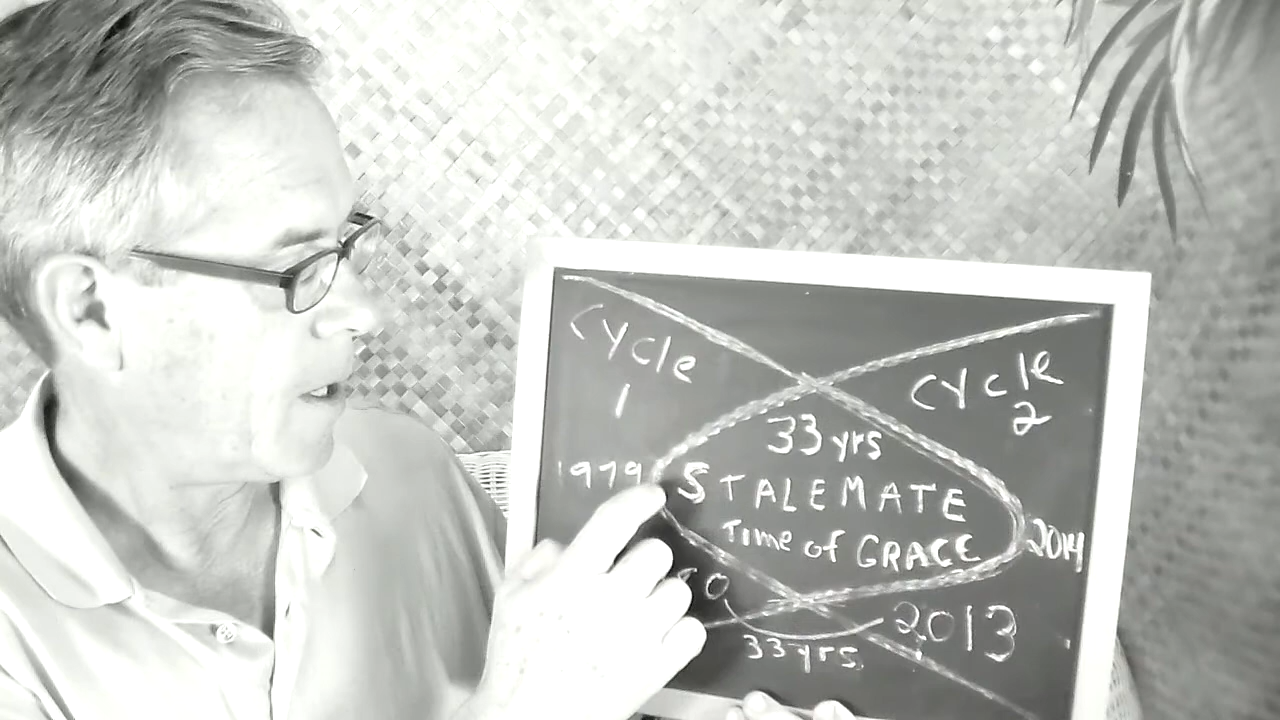 Cycle
1
Cycle
2
33 yrs
1979 STALEMATE
Time of GRACE
2014
2013
33 yrs